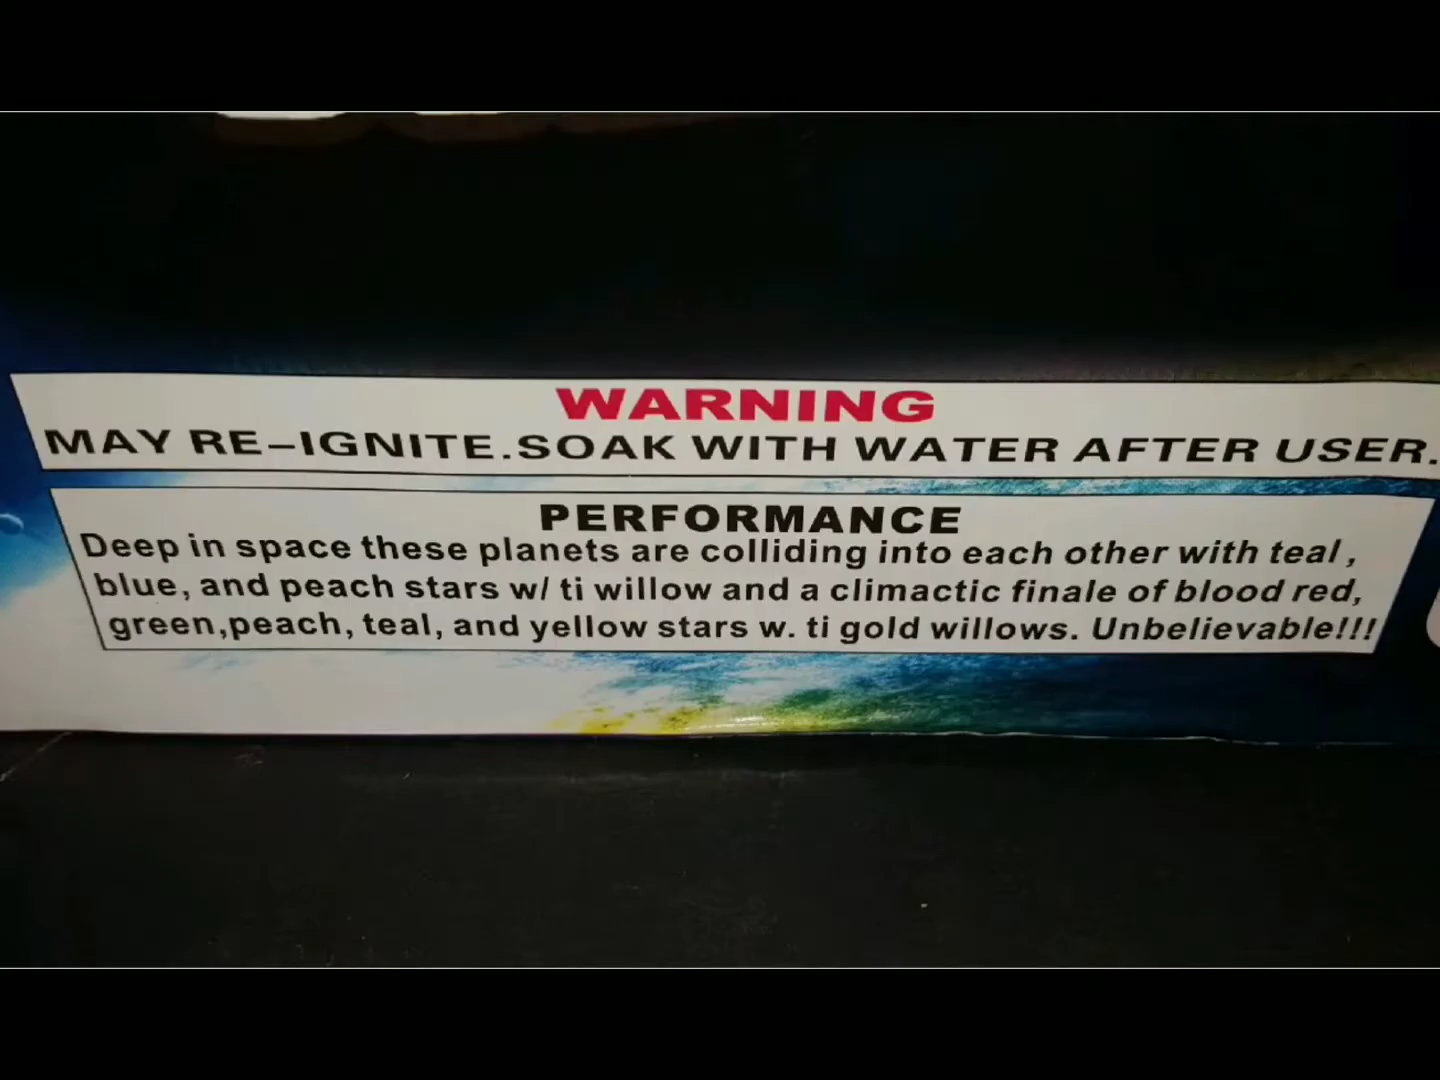 WARNING
MAY RE-IGNITE.SOAK WITH WATER AFTER USER.
PERFORMANCE
Deep in space these planets are colliding into each other with teal ,
blue, and peach stars w/ ti willow and a climactic finale of blood red,
green,peach, teal, and yellow stars w. ti gold willows. Unbelievable!!!